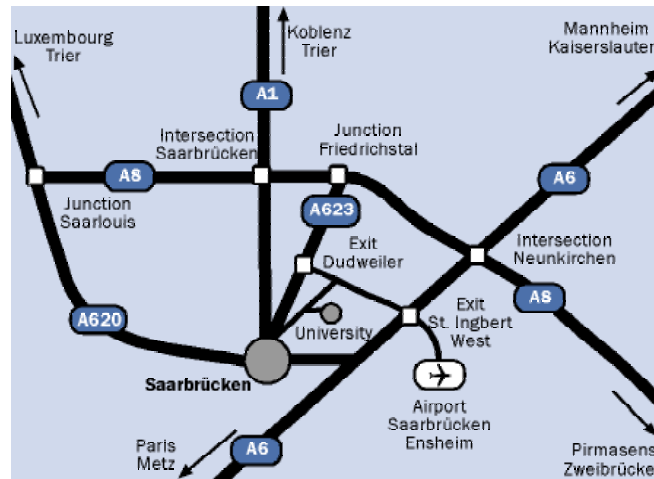 Luxembourg
Trier
Koblenz
Trier
Mannheim
Kaiserslauter
A1
Intersection
Saarbrücken
Junction
Friedrichstal
A8
A6
Junction
Saarlouis
A623
Exit
Dudweiler
Intersection
Neunkirchen
A8
A620
University
Exit
St. Ingbert
West
Saarbrücken
Airport
Saarbrücken
Ensheim
Paris
Metz
A6
Pirmasens
Zweibrücke